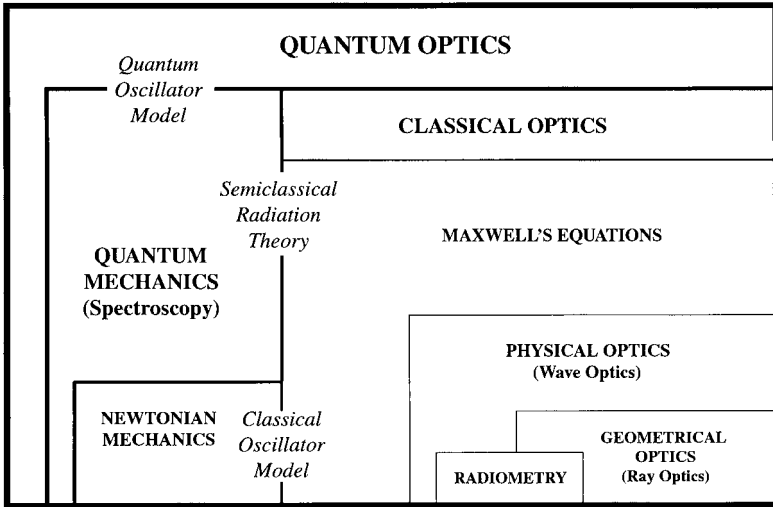 QUANTUM OPTICS
Quantum
Oscillator
Model
CLASSICAL OPTICS
Semiclassical
Radiation
Theory
MAXWELL'S EQUATIONS
QUANTUM
MECHANICS
(Spectroscopy)
PHYSICAL OPTICS
(Wave Optics)
NEWTONIAN
MECHANICS
Classical
Oscillator
Model
GEOMETRICAL
OPTICS
(Ray Optics)
RADIOMETRY